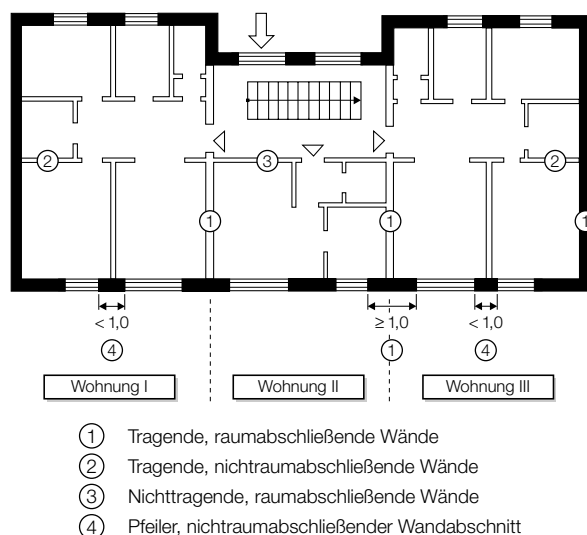 2
3
2
1
1
1
< 1,0
≥ 1,0
< 1,0
4
1
4
Wohnung I
Wohnung II
Wohnung III
1 Tragende, raumabschließende Wände
2 Tragende, nichtraumabschließende Wände
3 Nichttragende, raumabschließende Wände
4 Pfeiler, nichtraumabschließender Wandabschnitt